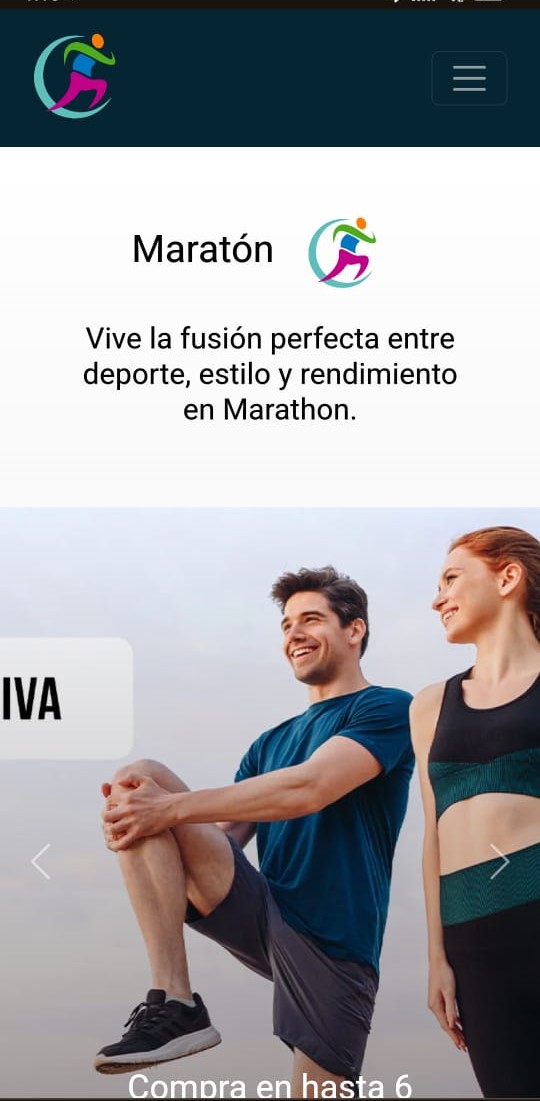 Maratón
Vive la fusión perfecta entre
deporte, estilo y rendimiento
en Marathon.
IVA
Compra en hasta 6